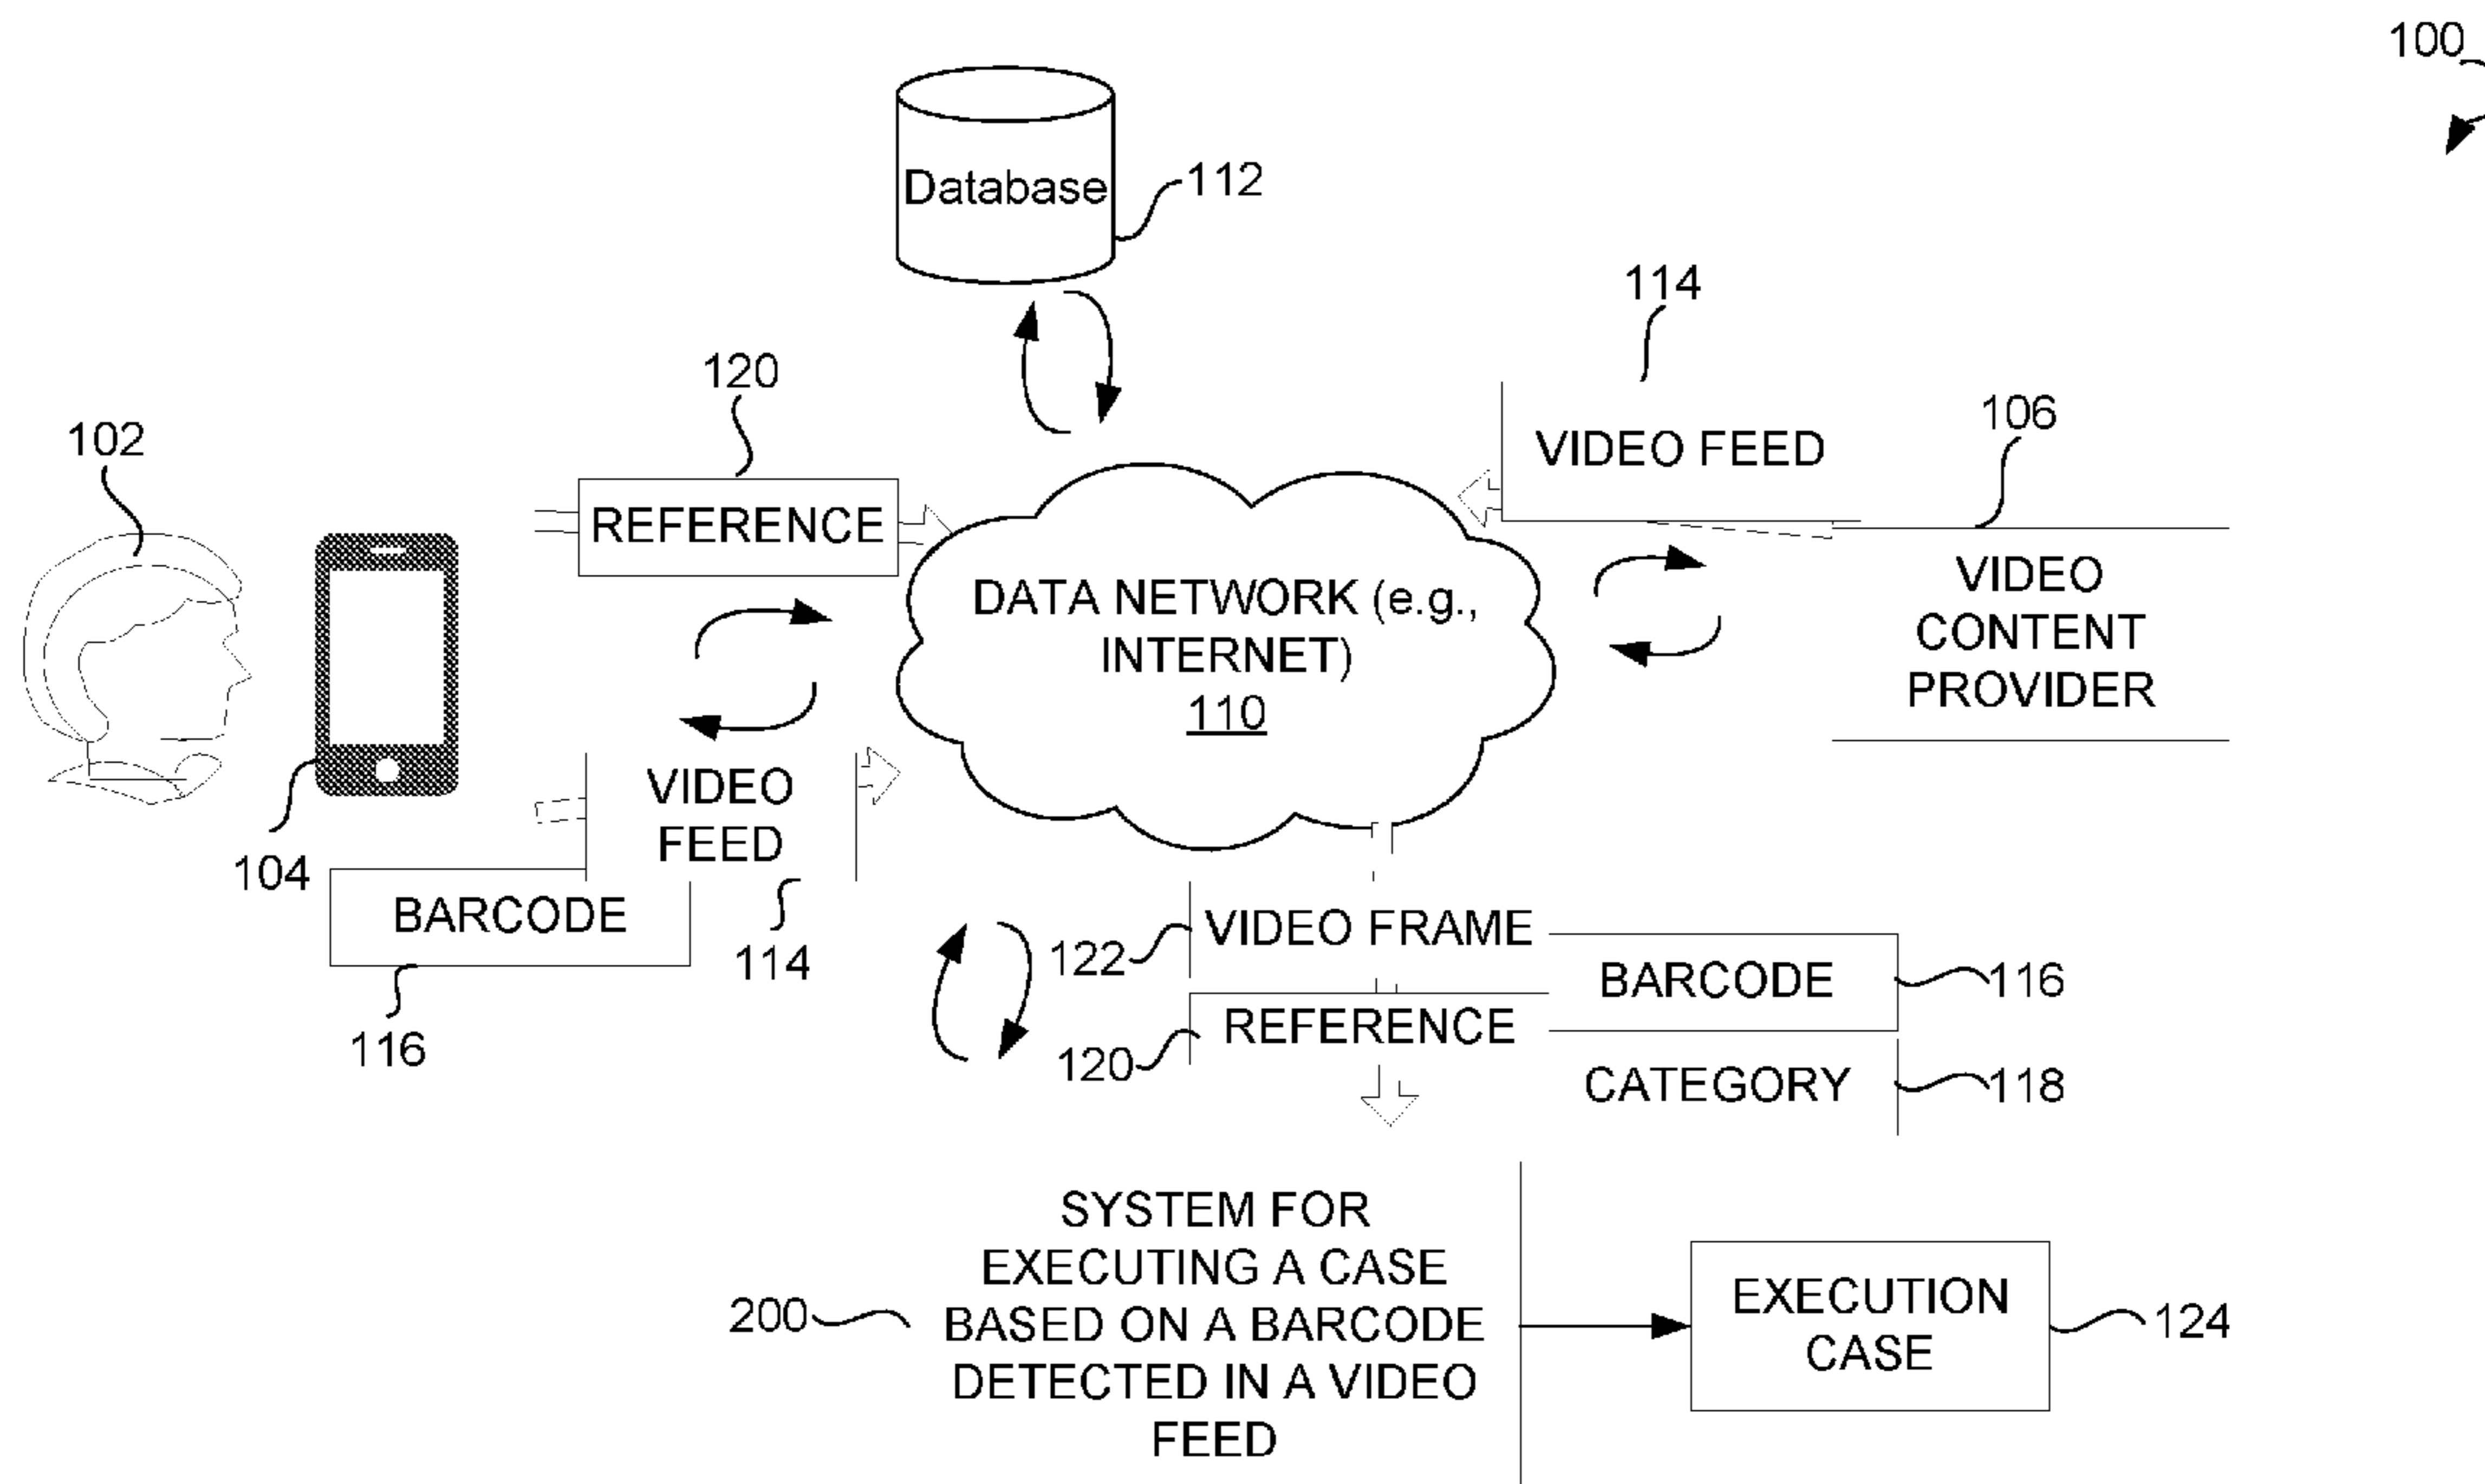 100
Database
112
114
120
106
102
VIDEO FEED
REFERENCE
DATA NETWORK (e.g.,
INTERNET)
110
VIDEO
CONTENT
PROVIDER
VIDEO
FEED
104
BARCODE
114
116
122
VIDEO FRAME
BARCODE
116
REFERENCE
120
CATEGORY
118
SYSTEM FOR
EXECUTING A CASE
BASED ON A BARCODE
DETECTED IN A VIDEO
FEED
200
EXECUTION
CASE
124